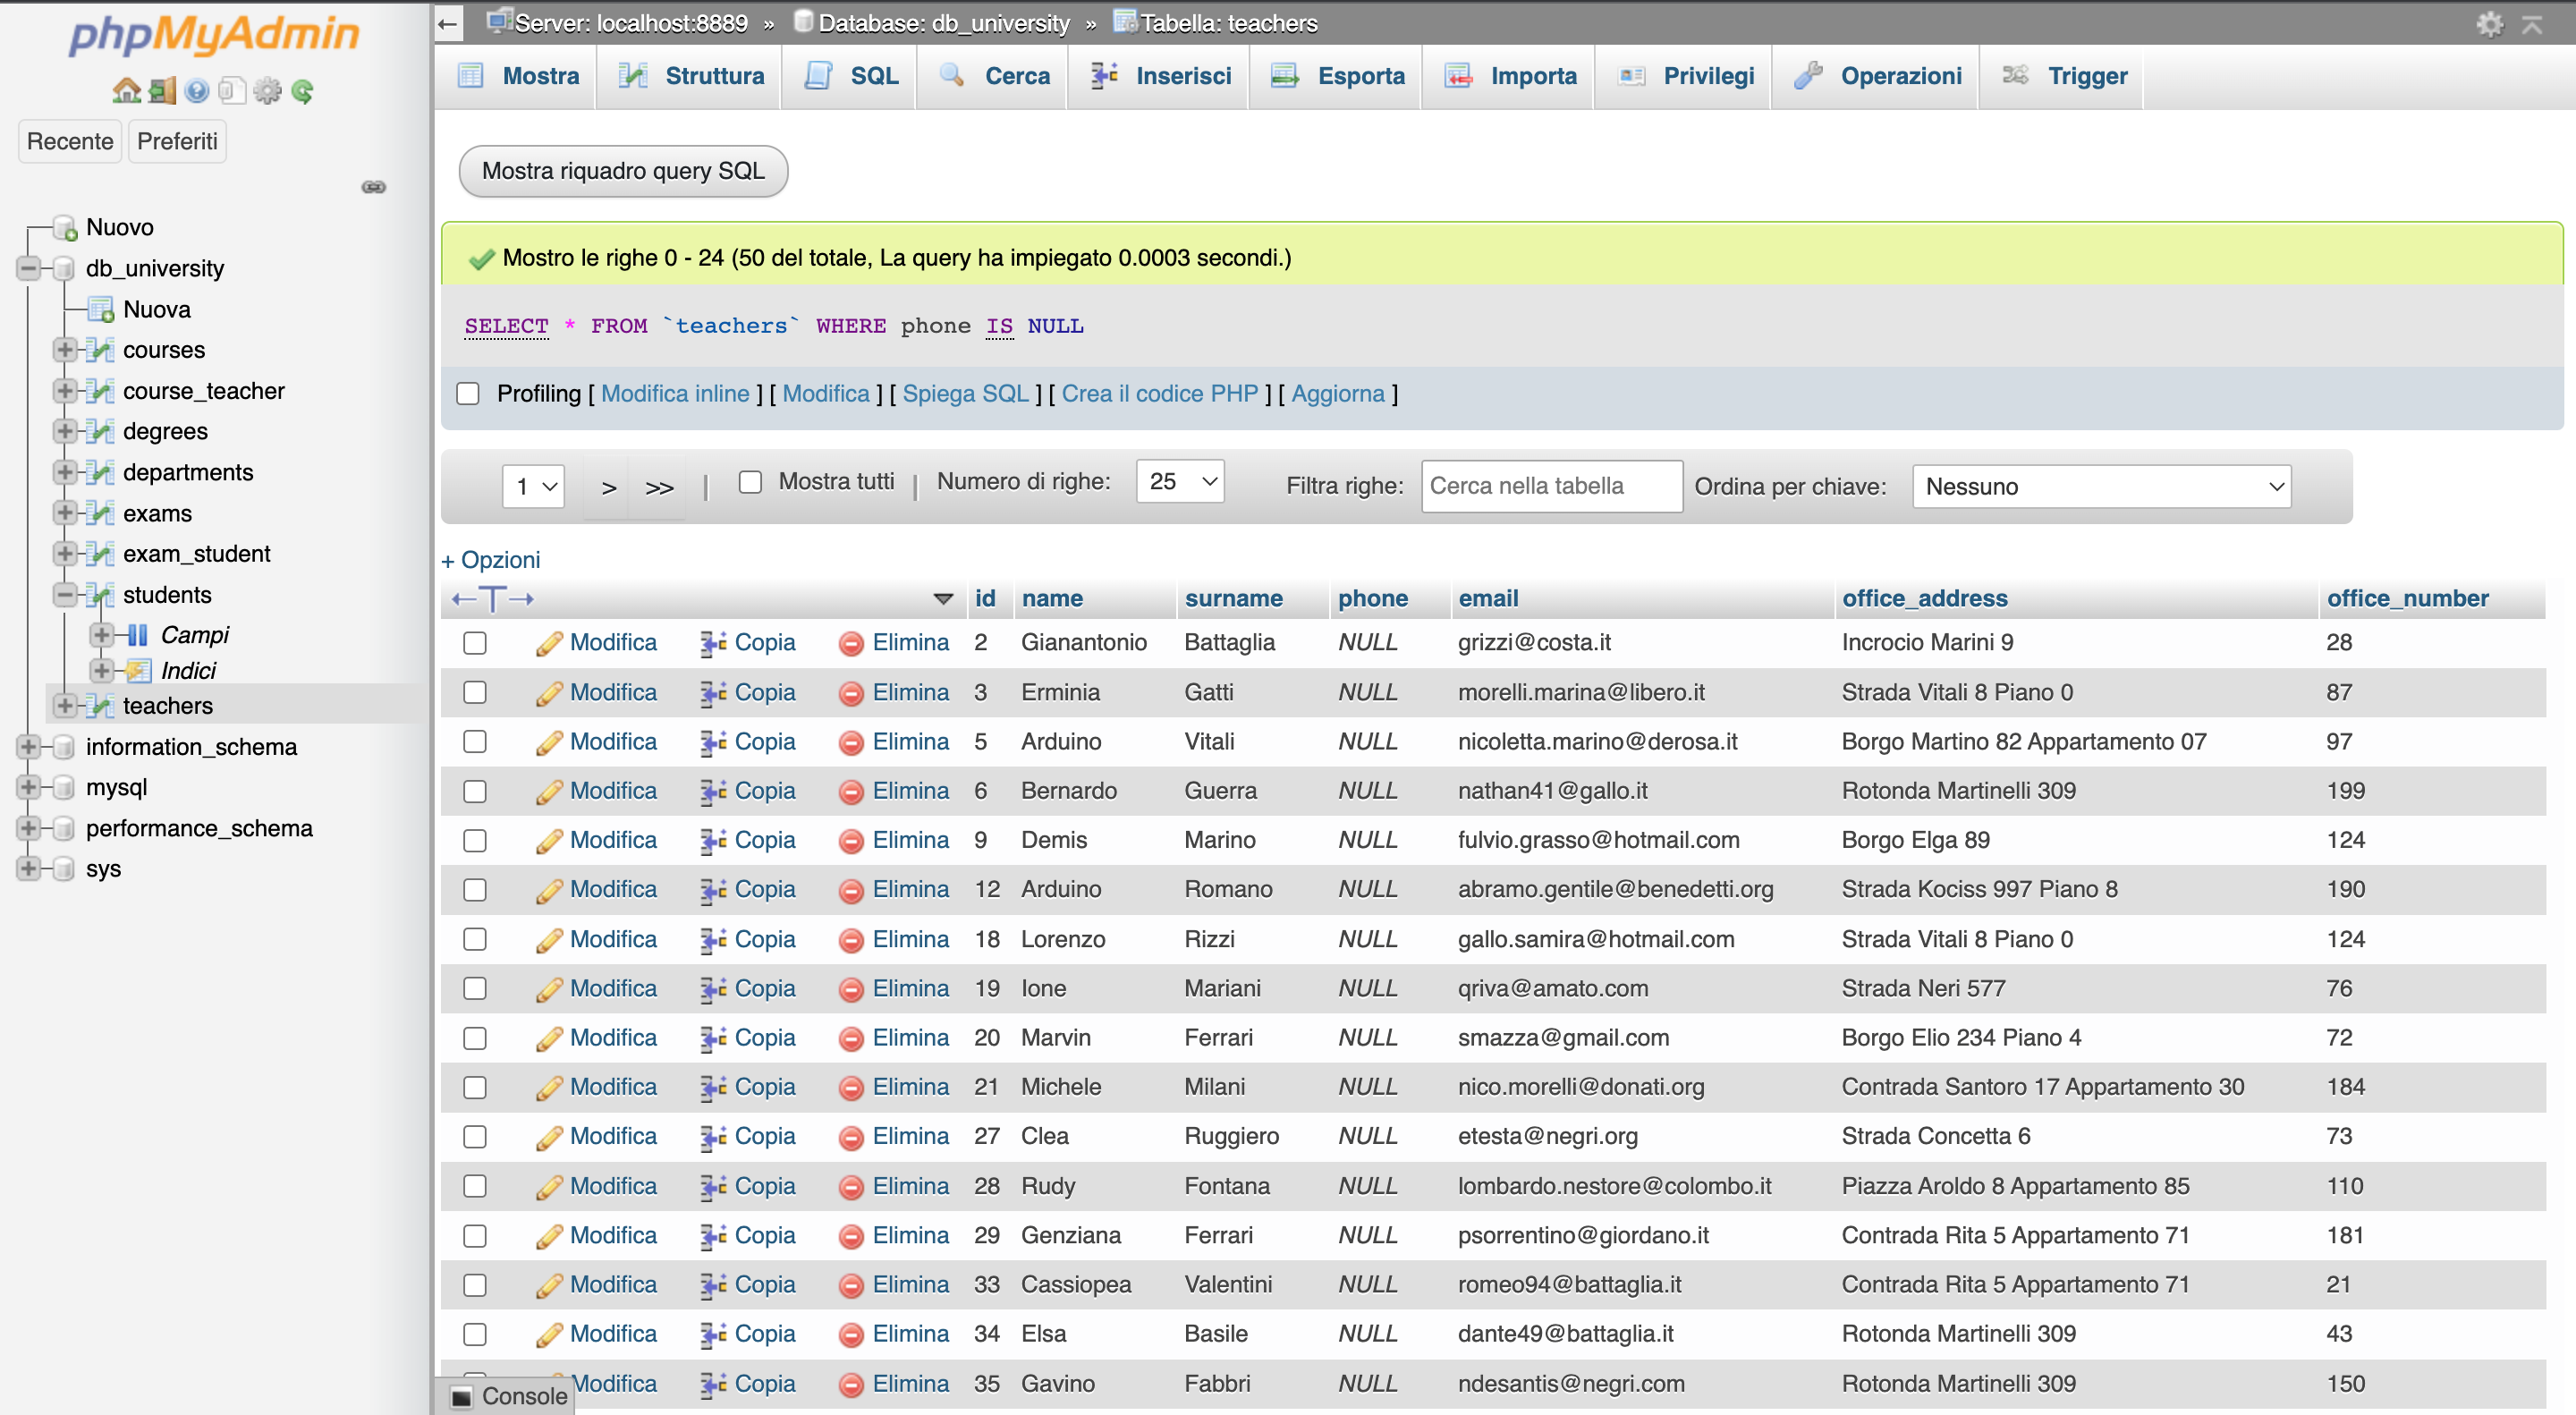 phpMyAdmin
Recente Preferiti
Nuovo
db_university
Nuova
courses
course_teacher
degrees
departments
exams
exam_student
students
Campi
Indici
teachers
information_schema
mysql
performance_schema
sys
Server: localhost:8889 » Database: db_university » Tabella: teachers
Mostra Struttura SQL Cerca Inserisci Esporta Importa Privilegi Operazioni Trigger
Mostra riquadro query SQL
Mostro le righe 0 - 24 (50 del totale, La query ha impiegato 0.0003 secondi.)
SELECT * FROM `teachers` WHERE phone IS NULL
Profiling [ Modifica inline ] [ Modifica ] [ Spiega SQL ] [ Crea il codice PHP ] [ Aggiorna ]
1 > >> | Mostra tutti | Numero di righe: 25 Filtra righe: Cerca nella tabella Ordina per chiave: Nessuno
+ Opzioni
←T→ id name surname phone email office_address office_number
Modifica Copia Elimina 2 Gianantonio Battaglia NULL grizzi@costa.it Incrocio Marini 9 28
Modifica Copia Elimina 3 Erminia Gatti NULL morelli.marina@libero.it Strada Vitali 8 Piano 0 87
Modifica Copia Elimina 5 Arduino Vitali NULL nicoletta.marino@derosa.it Borgo Martino 82 Appartamento 07 97
Modifica Copia Elimina 6 Bernardo Guerra NULL nathan41@gallo.it Rotonda Martinelli 309 199
Modifica Copia Elimina 9 Demis Marino NULL fulvio.grasso@hotmail.com Borgo Elga 89 124
Modifica Copia Elimina 12 Arduino Romano NULL abramo.gentile@benedetti.org Strada Kociss 997 Piano 8 190
Modifica Copia Elimina 18 Lorenzo Rizzi NULL gallo.samira@hotmail.com Strada Vitali 8 Piano 0 124
Modifica Copia Elimina 19 Ione Mariani NULL qriva@amato.com Strada Neri 577 76
Modifica Copia Elimina 20 Marvin Ferrari NULL smazza@gmail.com Borgo Elio 234 Piano 4 72
Modifica Copia Elimina 21 Michele Milani NULL nico.morelli@donati.org Contrada Santoro 17 Appartamento 30 184
Modifica Copia Elimina 27 Clea Ruggiero NULL etesta@negri.org Strada Concetta 6 73
Modifica Copia Elimina 28 Rudy Fontana NULL lombardo.nestore@colombo.it Piazza Aroldo 8 Appartamento 85 110
Modifica Copia Elimina 29 Genziana Ferrari NULL psorrentino@giordano.it Contrada Rita 5 Appartamento 71 181
Modifica Copia Elimina 33 Cassiopea Valentini NULL romeo94@battaglia.it Contrada Rita 5 Appartamento 71 21
Modifica Copia Elimina 34 Elsa Basile NULL dante49@battaglia.it Rotonda Martinelli 309 43
Modifica Copia Elimina 35 Gavino Fabbri NULL ndesantis@negri.com Rotonda Martinelli 309 150
Console